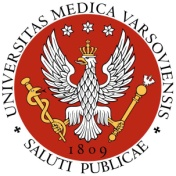 UNIVERSITAS MEDICA VARSOVIENSIS
1809
SALUTI PUBLICAE